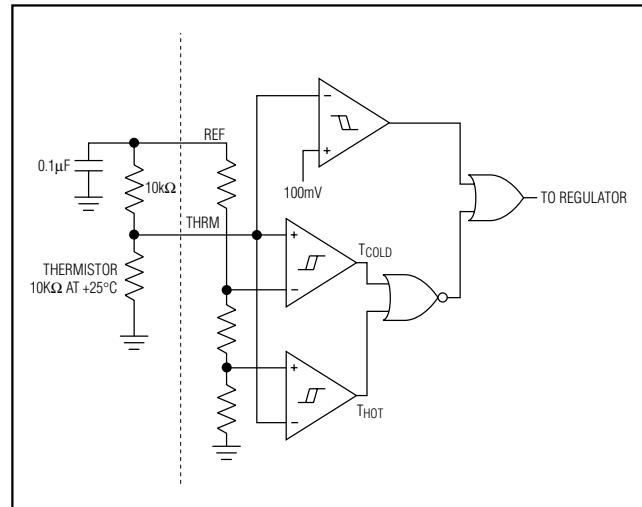 REF
0.1μF
10kΩ
100mV
TO REGULATOR
THRM
TCOLD
THERMISTOR
10KΩ AT +25°C
THOT
− + + − + −